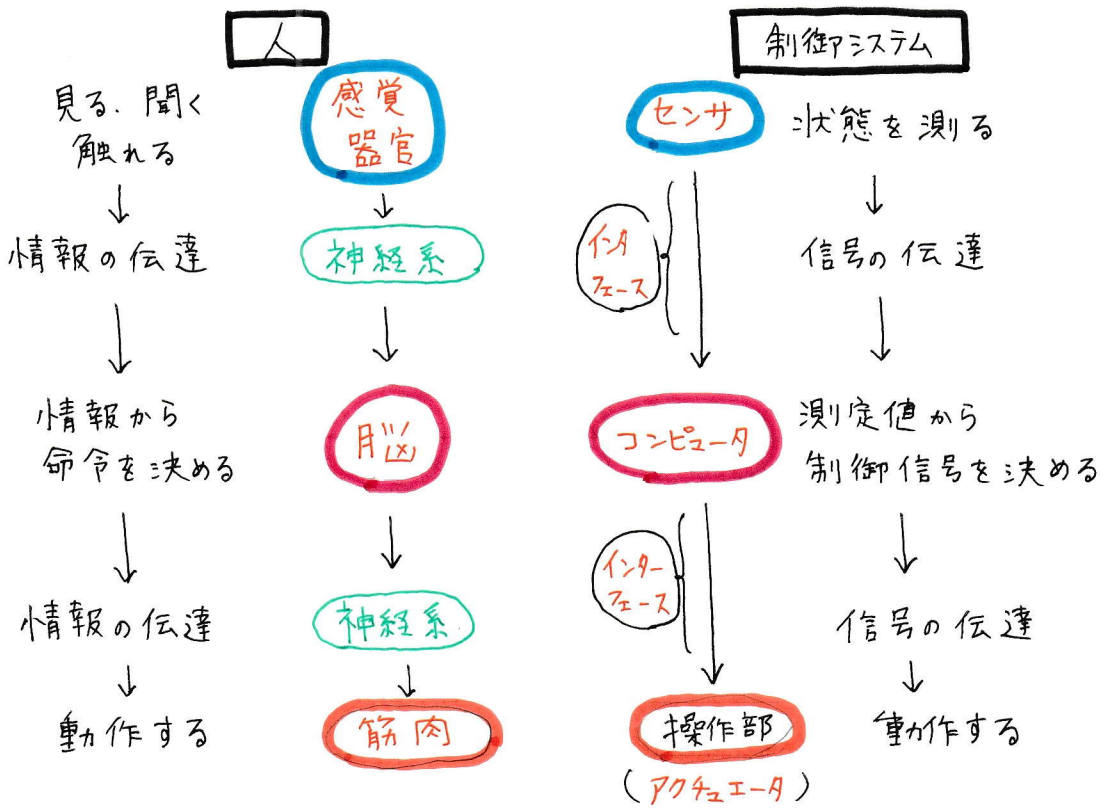 人
制御システム
見る、聞く
触れる
感覚
器官
センサ
状態を測る
情報の伝達
神経系
インタ
フェース
信号の伝達
情報から
命令を決める
脳
コンピュータ
測定値から
制御信号を決める
情報の伝達
神経系
インター
フェース
信号の伝達
動作する
筋肉
操作部
(アクチュエータ)
動作する